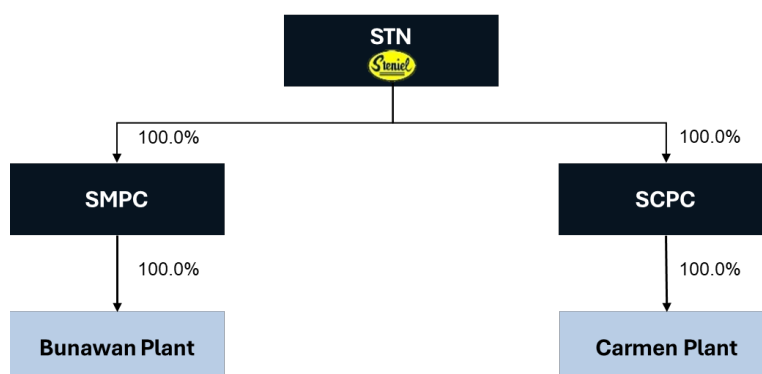 STN
Steniel
100.0%
100.0%
SMPC
SCPC
100.0%
100.0%
Bunawan Plant
Carmen Plant